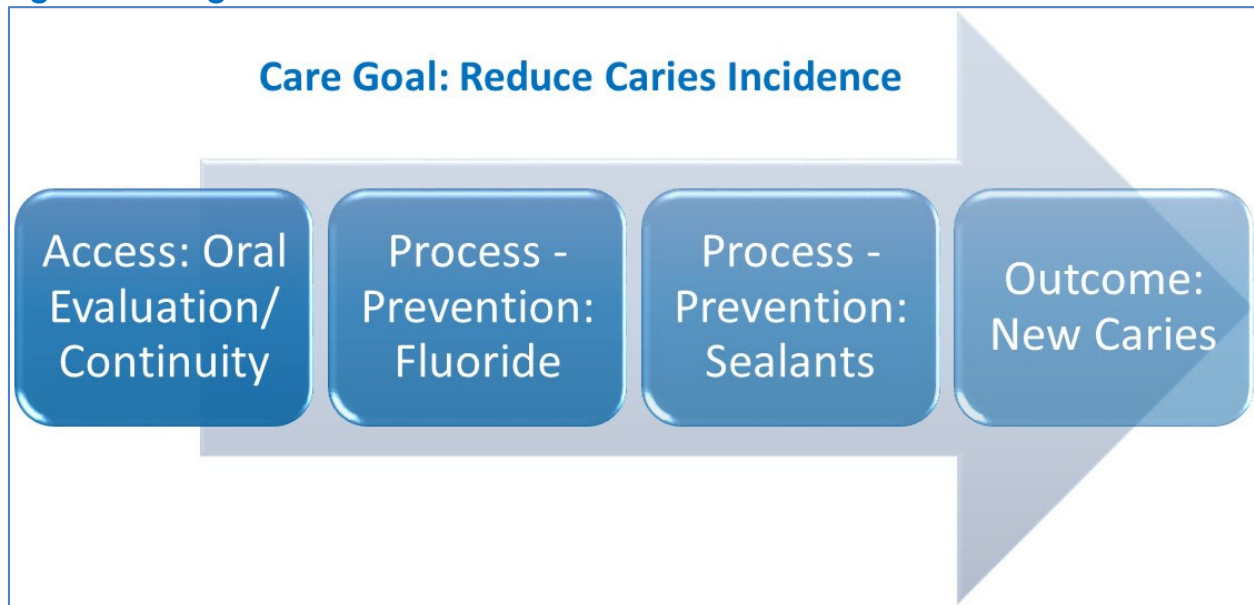 Care Goal: Reduce Caries Incidence
Access: Oral
Evaluation/
Continuity
Process -
Prevention:
Fluoride
Process -
Prevention:
Sealants
Outcome:
New Caries